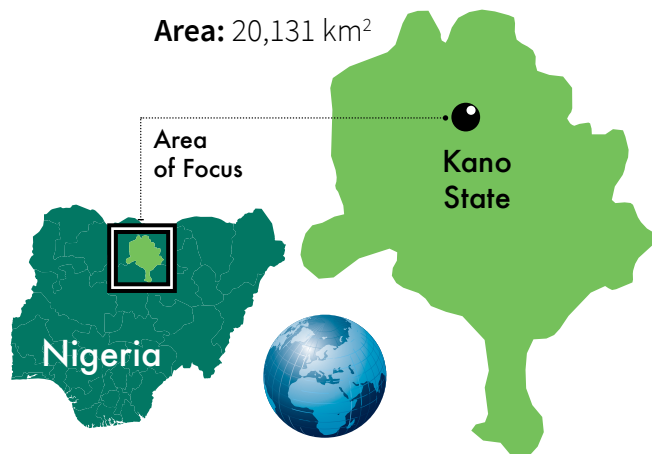 Area: 20,131 km²
Area
of Focus
Kano
State
Nigeria